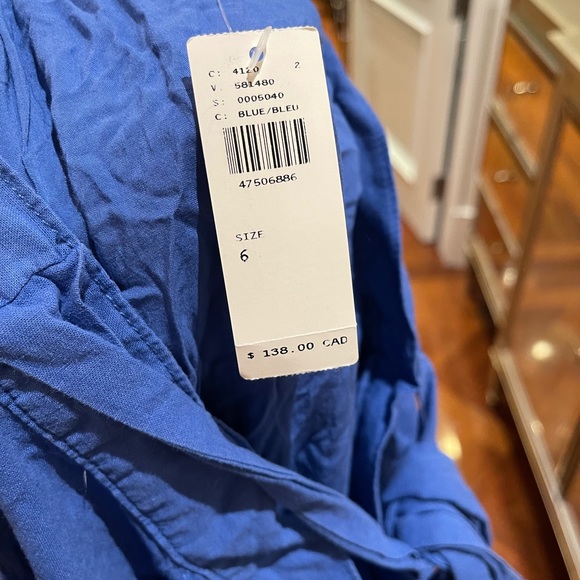 C: 4120 2
V: 581480
S: 0005040
C: BLUE/BLEU
47506886
SIZE
6
$ 138.00 CAD